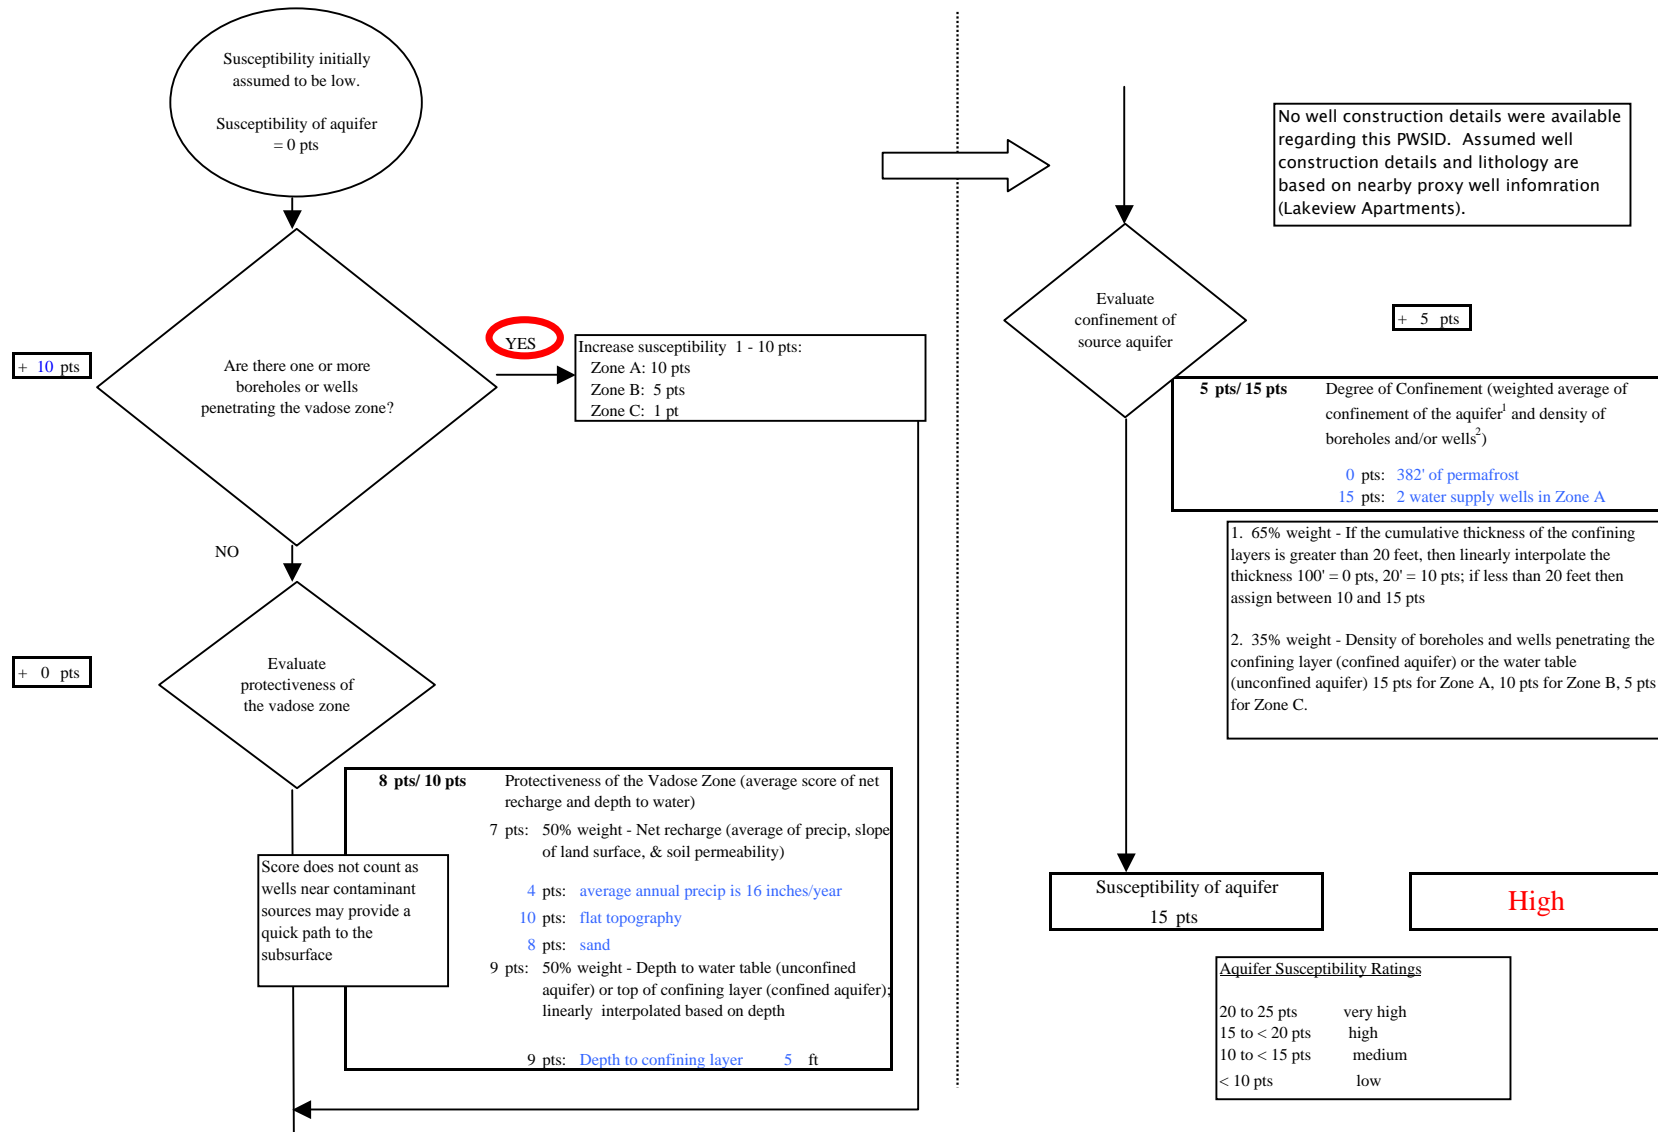 Susceptibility initially
assumed to be low.
Susceptibility of aquifer
= 0 pts
+ 10 pts
Are there one or more
boreholes or wells
penetrating the vadose zone?
YES
Increase susceptibility 1 - 10 pts:
Zone A: 10 pts
Zone B: 5 pts
Zone C: 1 pt
NO
+ 0 pts
Evaluate
protectiveness of
the vadose zone
8 pts/ 10 pts Protectiveness of the Vadose Zone (average score of net
recharge and depth to water)
7 pts: 50% weight - Net recharge (average of precip, slope
of land surface, & soil permeability)
4 pts: average annual precip is 16 inches/year
10 pts: flat topography
8 pts: sand
9 pts: 50% weight - Depth to water table (unconfined
aquifer) or top of confining layer (confined aquifer);
linearly interpolated based on depth
9 pts: Depth to confining layer 5 ft
Score does not count as
wells near contaminant
sources may provide a
quick path to the
subsurface
No well construction details were available
regarding this PWSID. Assumed well
construction details and lithology are
based on nearby proxy well infomration
(Lakeview Apartments).
Evaluate
confinement of
source aquifer
+ 5 pts
5 pts/ 15 pts Degree of Confinement (weighted average of
confinement of the aquifer1 and density of
boreholes and/or wells2)
0 pts: 382' of permafrost
15 pts: 2 water supply wells in Zone A
1. 65% weight - If the cumulative thickness of the confining
layers is greater than 20 feet, then linearly interpolate the
thickness 100' = 0 pts, 20' = 10 pts; if less than 20 feet then
assign between 10 and 15 pts
2. 35% weight - Density of boreholes and wells penetrating the
confining layer (confined aquifer) or the water table
(unconfined aquifer) 15 pts for Zone A, 10 pts for Zone B, 5 pts
for Zone C.
Susceptibility of aquifer
15 pts
High
Aquifer Susceptibility Ratings
20 to 25 pts very high
15 to < 20 pts high
10 to < 15 pts medium
< 10 pts low